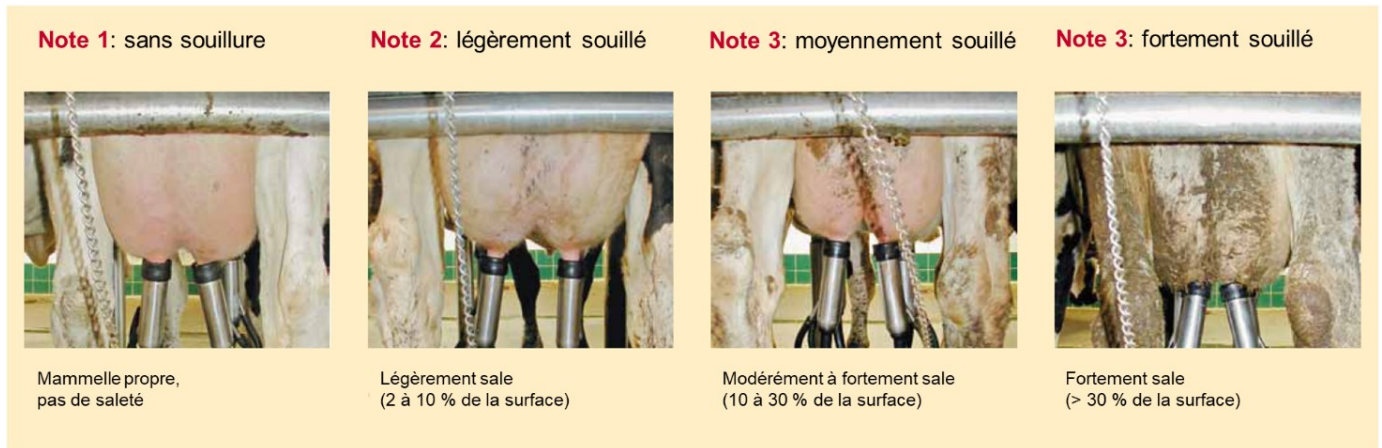 Note 1: sans souillure
Note 2: légèrement souillé
Note 3: moyennement souillé
Note 3: fortement souillé
Mammelle propre,
pas de saleté
Légèrement sale
(2 à 10 % de la surface)
Modérément à fortement sale
(10 à 30 % de la surface)
Fortement sale
(> 30 % de la surface)